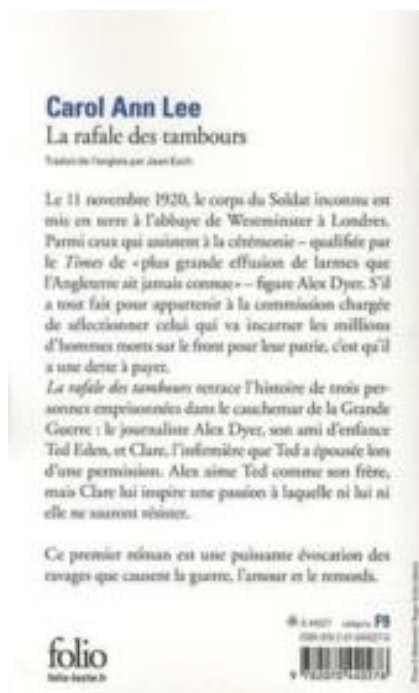 Carol Ann Lee
La rafale des tambours
Traduit de l'anglais par Jean Esch
Le 11 novembre 1920, le corps du Soldat inconnu est
mis en terre à l'abbaye de Westminster à Londres.
Parmi ceux qui assistent à la cérémonie – qualifiée par
le Times de « plus grande effusion de larmes que
l'Angleterre ait jamais connue » – figure Alex Dyer. S'il
a tout fait pour appartenir à la commission chargée
de sélectionner celui qui va incarner les millions
d'hommes morts sur le front pour leur patrie, c'est qu'il
a une dette à payer.
La rafale des tambours retrace l'histoire de trois per-
sonnes emprisonnées dans le cauchemar de la Grande
Guerre : le journaliste Alex Dyer, son ami d'enfance
Ted Eden, et Clare, l'infirmière que Ted a épousée lors
d'une permission. Alex aime Ted comme son frère,
mais Clare lui inspire une passion à laquelle ni lui ni
elle ne sauront résister.
Ce premier roman est une puissante évocation des
ravages que causent la guerre, l'amour et le remords.
folio
folio-lesite.fr
catégorie F9